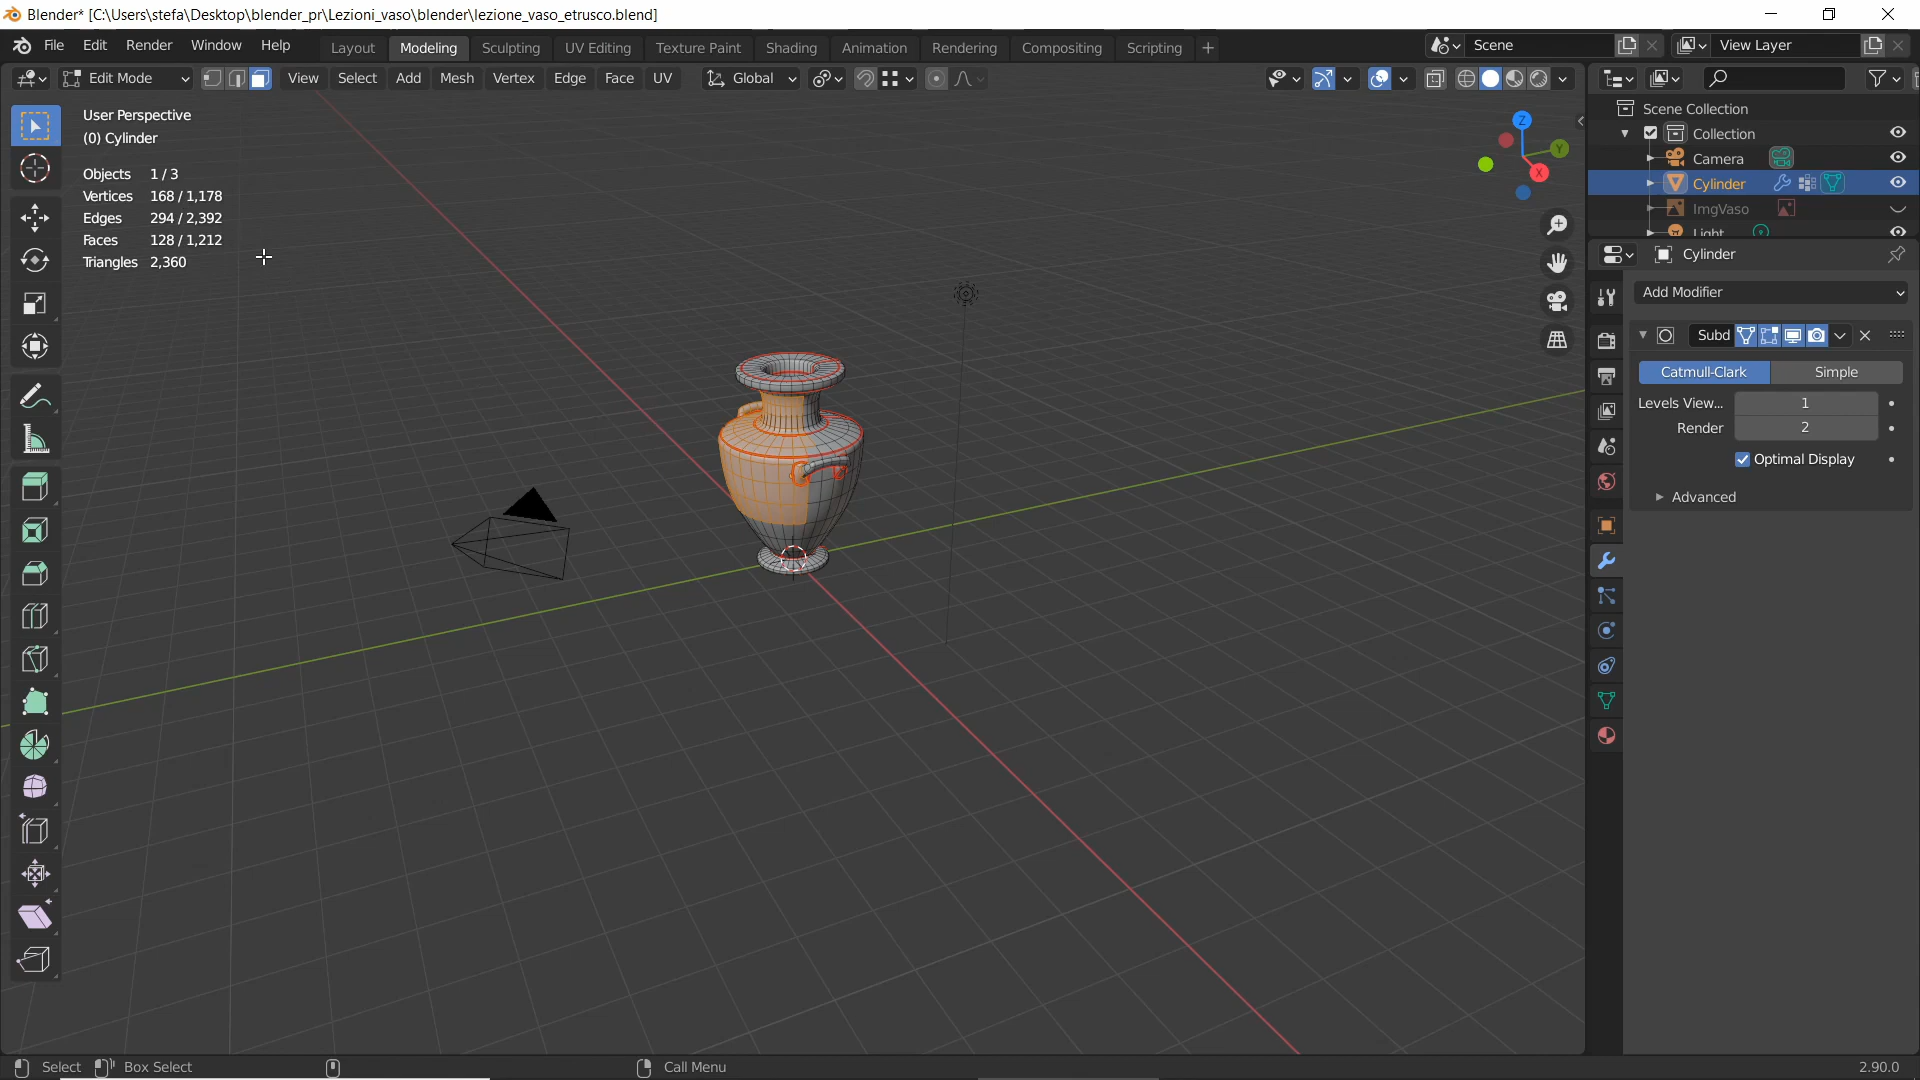 Blender* [C:\Users\stefa\Desktop\blender_pr\Lezioni_vaso\blender\lezione_vaso_etrusco.blend]
File Edit Render Window Help Layout Modeling Sculpting UV Editing Texture Paint Shading Animation Rendering Compositing Scripting + Scene View Layer
Edit Mode View Select Add Mesh Vertex Edge Face UV Global
User Perspective
(0) Cylinder
Objects 1 / 3
Vertices 168 / 1,178
Edges 294 / 2,392
Faces 128 / 1,212
Triangles 2,360
Z
Y
X
Scene Collection
Collection
Camera
Cylinder
ImgVaso
Light
Cylinder
Add Modifier
Subd
Catmull-Clark Simple
Levels View... 1
Render 2
Optimal Display
Advanced
Select Box Select Call Menu 2.90.0